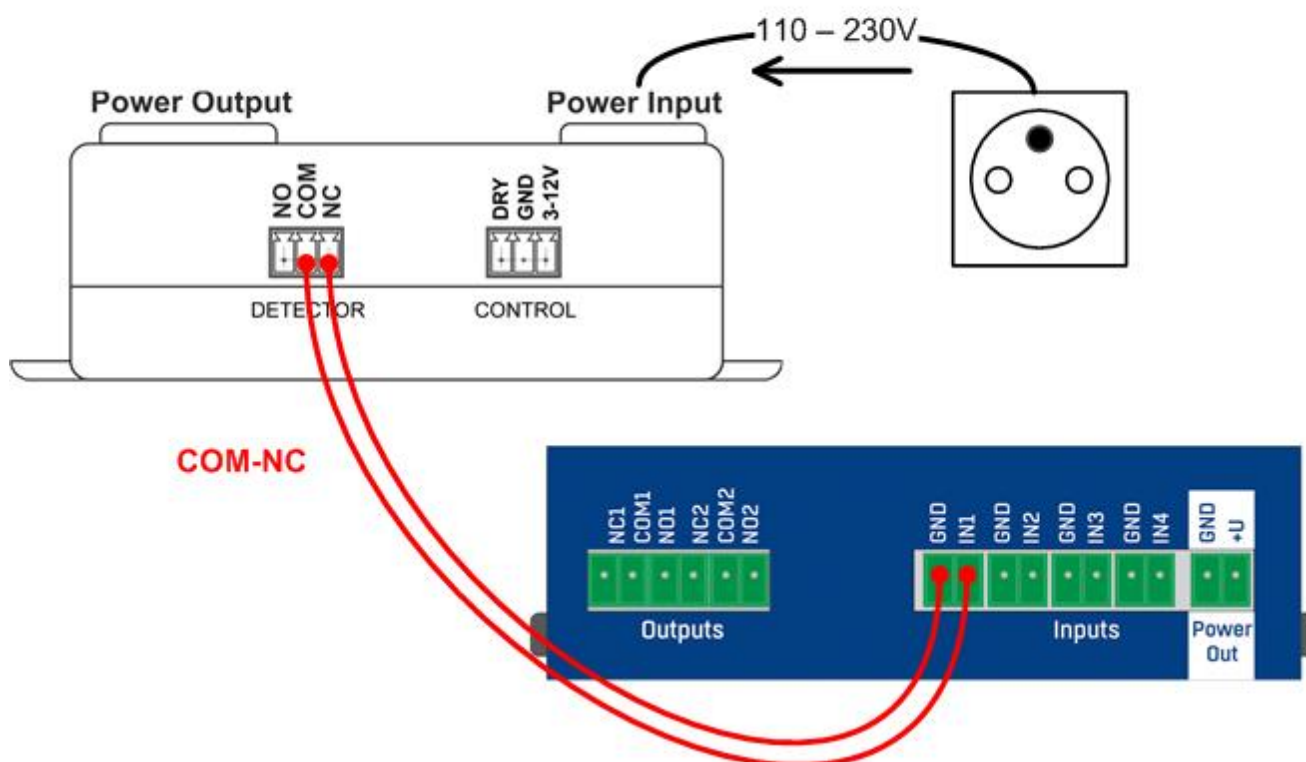 110 – 230V
Power Output
Power Input
NO
COM
NC
DRY
GND
3-12V
DETECTOR
CONTROL
COM-NC
NC1
COM1
NO1
NC2
COM2
NO2
GND
IN1
GND
IN2
GND
IN3
GND
IN4
GND
+U
Outputs
Inputs
Power
Out